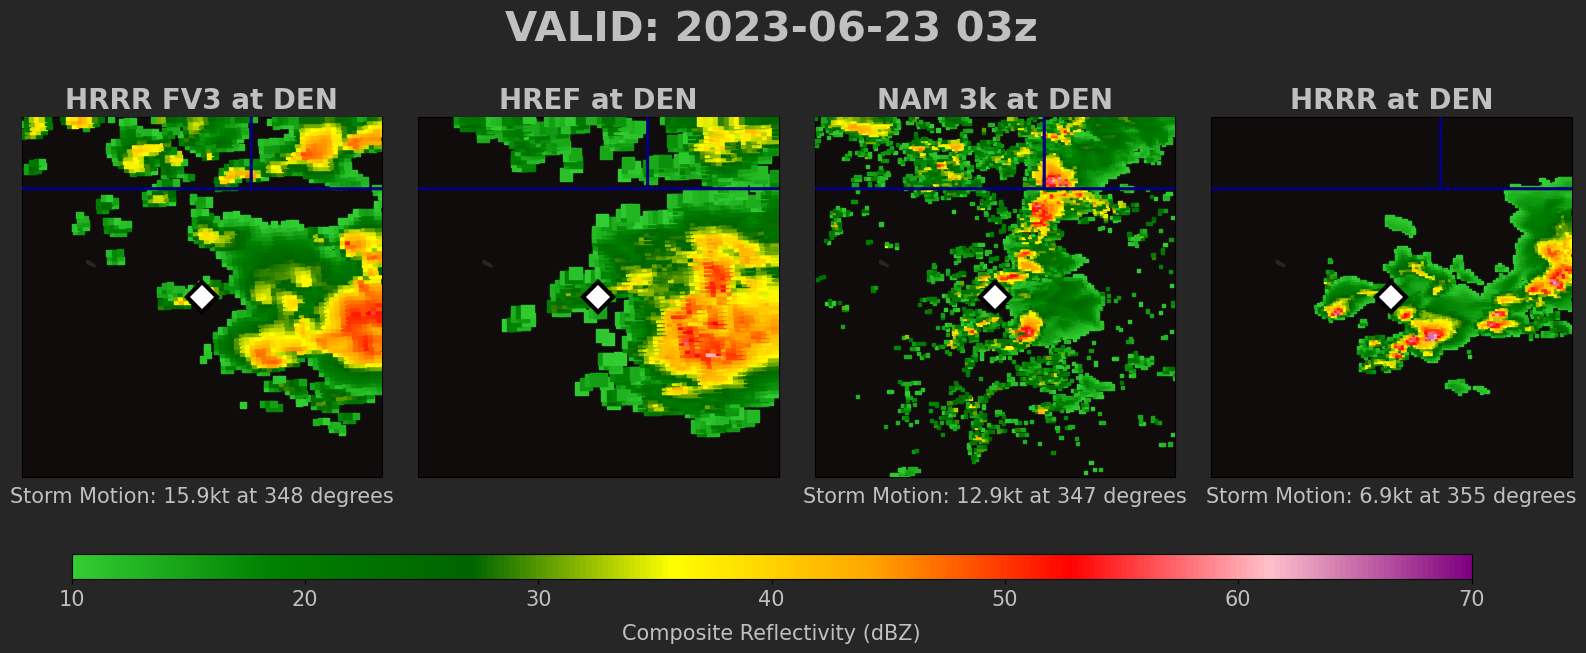 VALID: 2023-06-23 03z
HRRR FV3 at DEN
HREF at DEN
NAM 3k at DEN
HRRR at DEN
Storm Motion: 15.9kt at 348 degrees
Storm Motion: 12.9kt at 347 degrees
Storm Motion: 6.9kt at 355 degrees
10 20 30 40 50 60 70
Composite Reflectivity (dBZ)